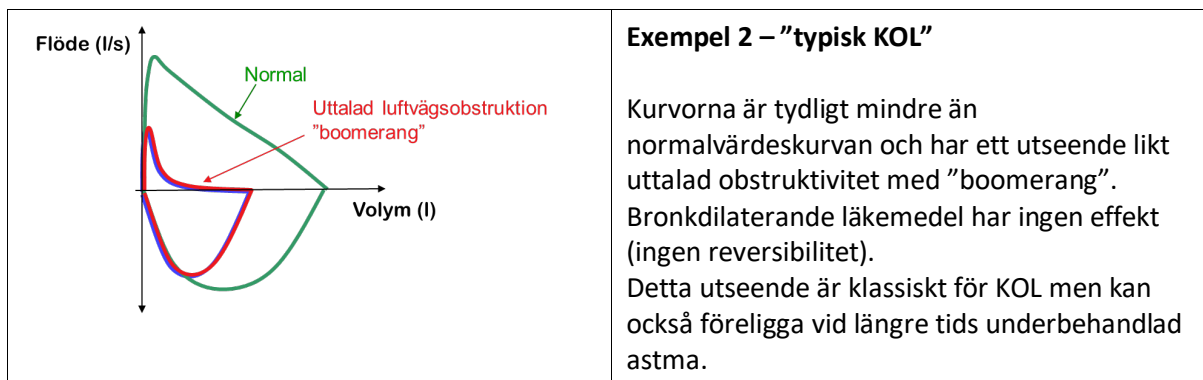 Flöde (l/s)
Normal
Uttalad luftvägsobstruktion
”boomerang”
Volym (l)
Exempel 2 – ”typisk KOL”
Kurvorna är tydligt mindre än
normalvärdeskurvan och har ett utseende likt
uttalad obstruktivitet med ”boomerang”.
Bronkdilaterande läkemedel har ingen effekt
(ingen reversibilitet).
Detta utseende är klassiskt för KOL men kan
också föreligga vid längre tids underbehandlad
astma.